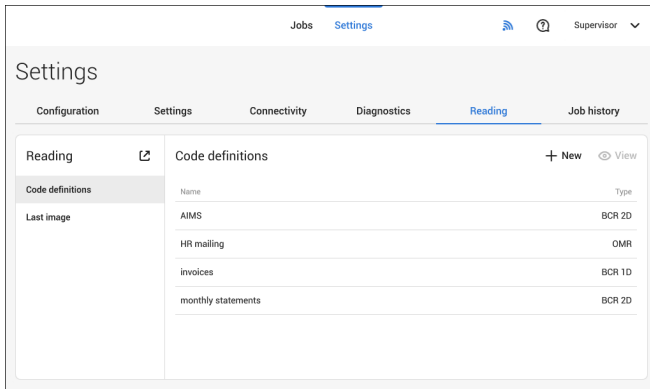 Jobs Settings Supervisor
Settings
Configuration Settings Connectivity Diagnostics Reading Job history
Reading Code definitions New View
Code definitions Name Type
Last image AIMS BCR 2D
HR mailing OMR
invoices BCR 1D
monthly statements BCR 2D